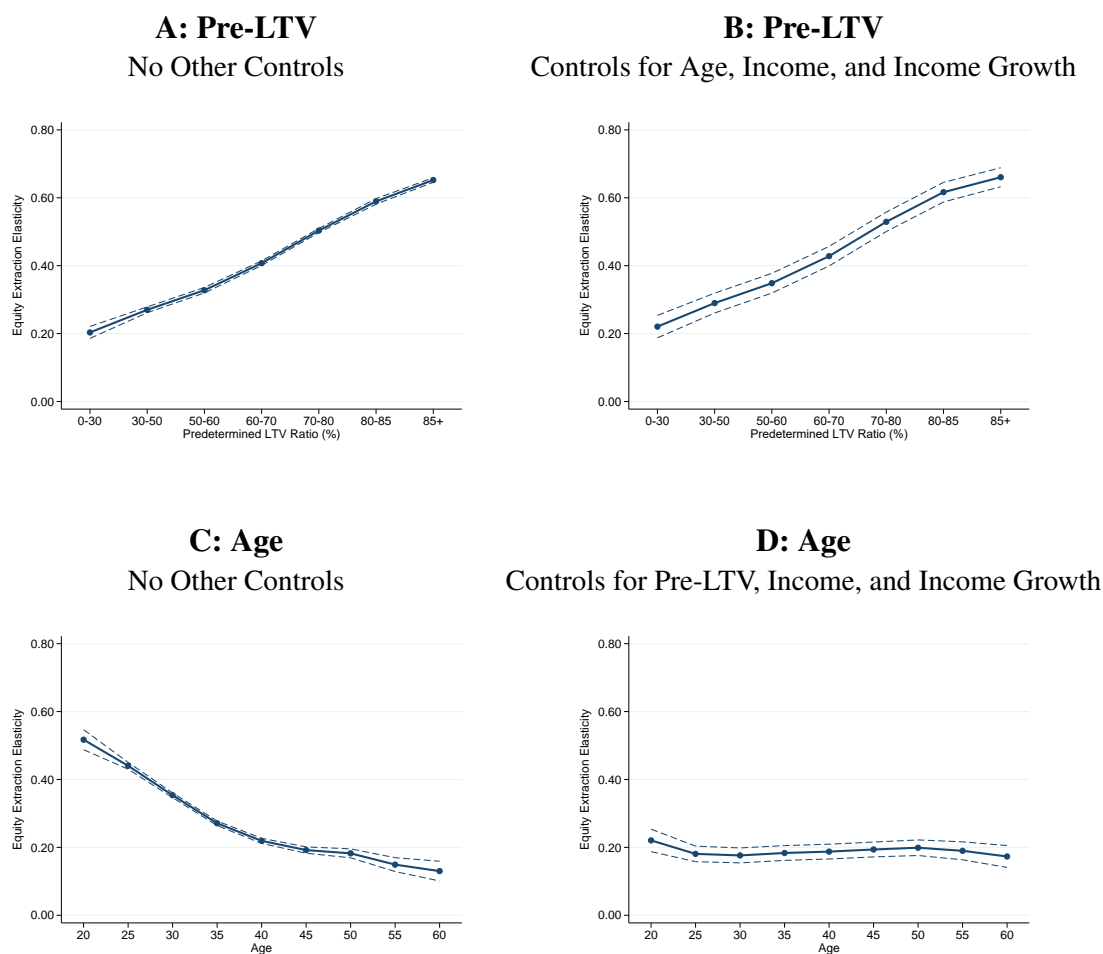 A: Pre-LTV
No Other Controls
0.80
0.60
0.40
0.20
0.00
Equity Extraction Elasticity
0-30 30-50 50-60 60-70 70-80 80-85 85+
Predetermined LTV Ratio (%)
B: Pre-LTV
Controls for Age, Income, and Income Growth
0.80
0.60
0.40
0.20
0.00
Equity Extraction Elasticity
0-30 30-50 50-60 60-70 70-80 80-85 85+
Predetermined LTV Ratio (%)
C: Age
No Other Controls
0.80
0.60
0.40
0.20
0.00
Equity Extraction Elasticity
20 25 30 35 40 45 50 55 60
Age
D: Age
Controls for Pre-LTV, Income, and Income Growth
0.80
0.60
0.40
0.20
0.00
Equity Extraction Elasticity
20 25 30 35 40 45 50 55 60
Age